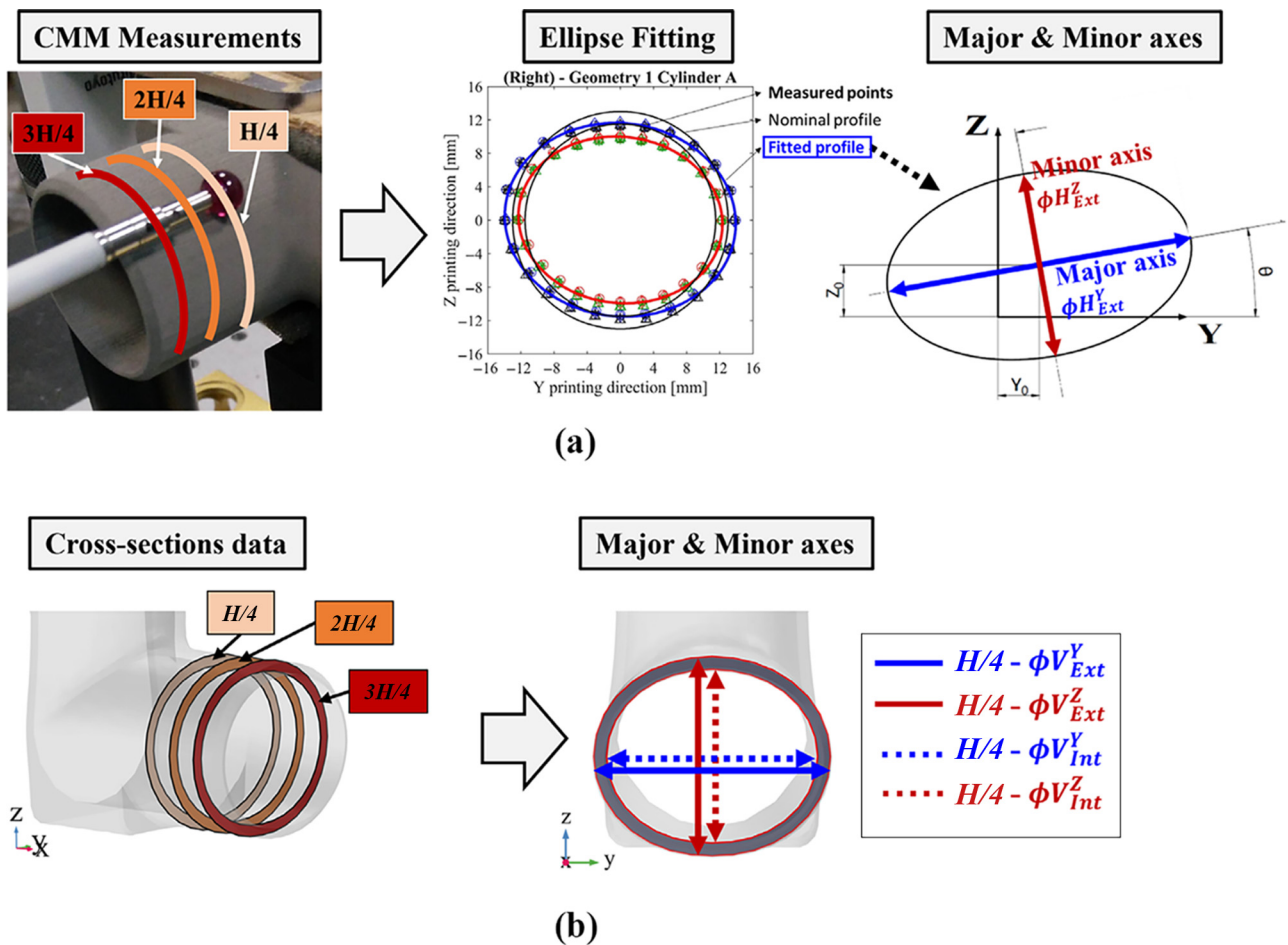 CMM Measurements
Ellipse Fitting
Major & Minor axes
3H/4
2H/4
H/4
(Right) - Geometry 1 Cylinder A
Measured points
Nominal profile
Fitted profile
Z printing direction [mm]
16
12
8
4
0
−4
−8
−12
−16
−16 −12 −8 −4 0 4 8 12 16
Y printing direction [mm]
Z
Minor axis
ϕH^Z_Ext
Major axis
ϕH^Y_Ext
θ
Z₀
Y
Y₀
(a)
Cross-sections data
Major & Minor axes
H/4
2H/4
3H/4
z
y
x
z
x
y
H/4 - ϕV^Y_Ext
H/4 - ϕV^Z_Ext
H/4 - ϕV^Y_Int
H/4 - ϕV^Z_Int
(b)